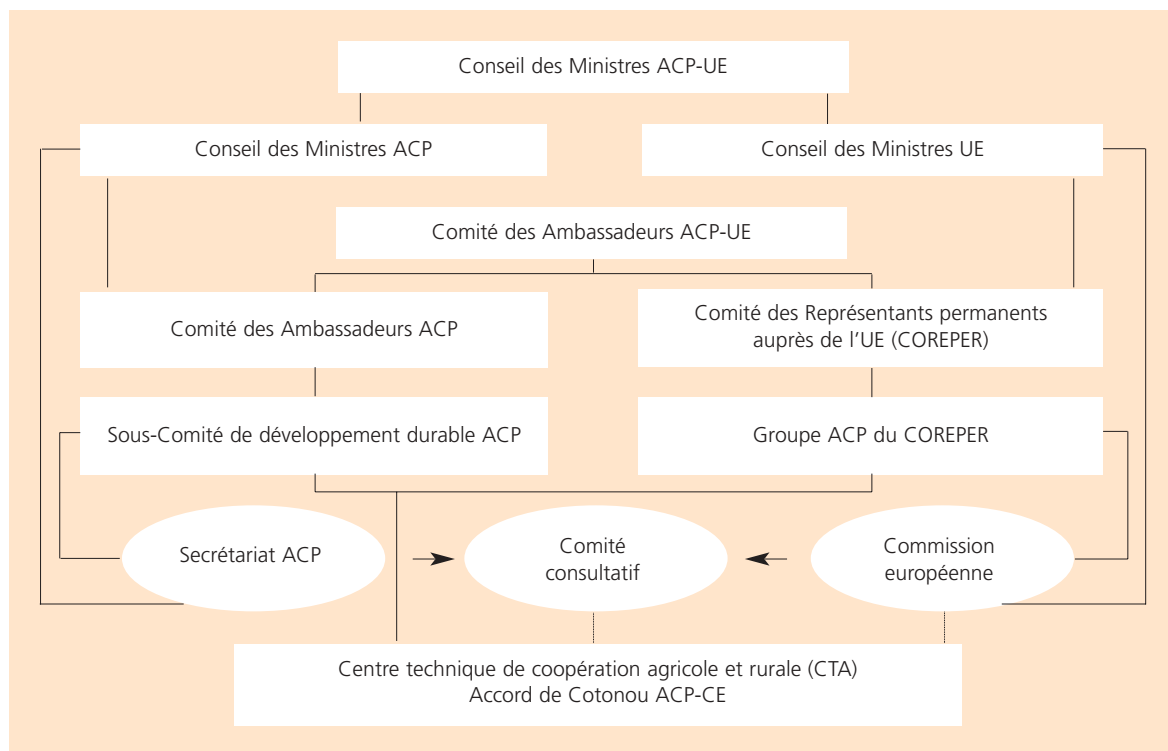 Conseil des Ministres ACP-UE
Conseil des Ministres ACP
Conseil des Ministres UE
Comité des Ambassadeurs ACP-UE
Comité des Ambassadeurs ACP
Comité des Représentants permanents
auprès de l’UE (COREPER)
Sous-Comité de développement durable ACP
Groupe ACP du COREPER
Secrétariat ACP
Comité
consultatif
Commission
européenne
Centre technique de coopération agricole et rurale (CTA)
Accord de Cotonou ACP-CE